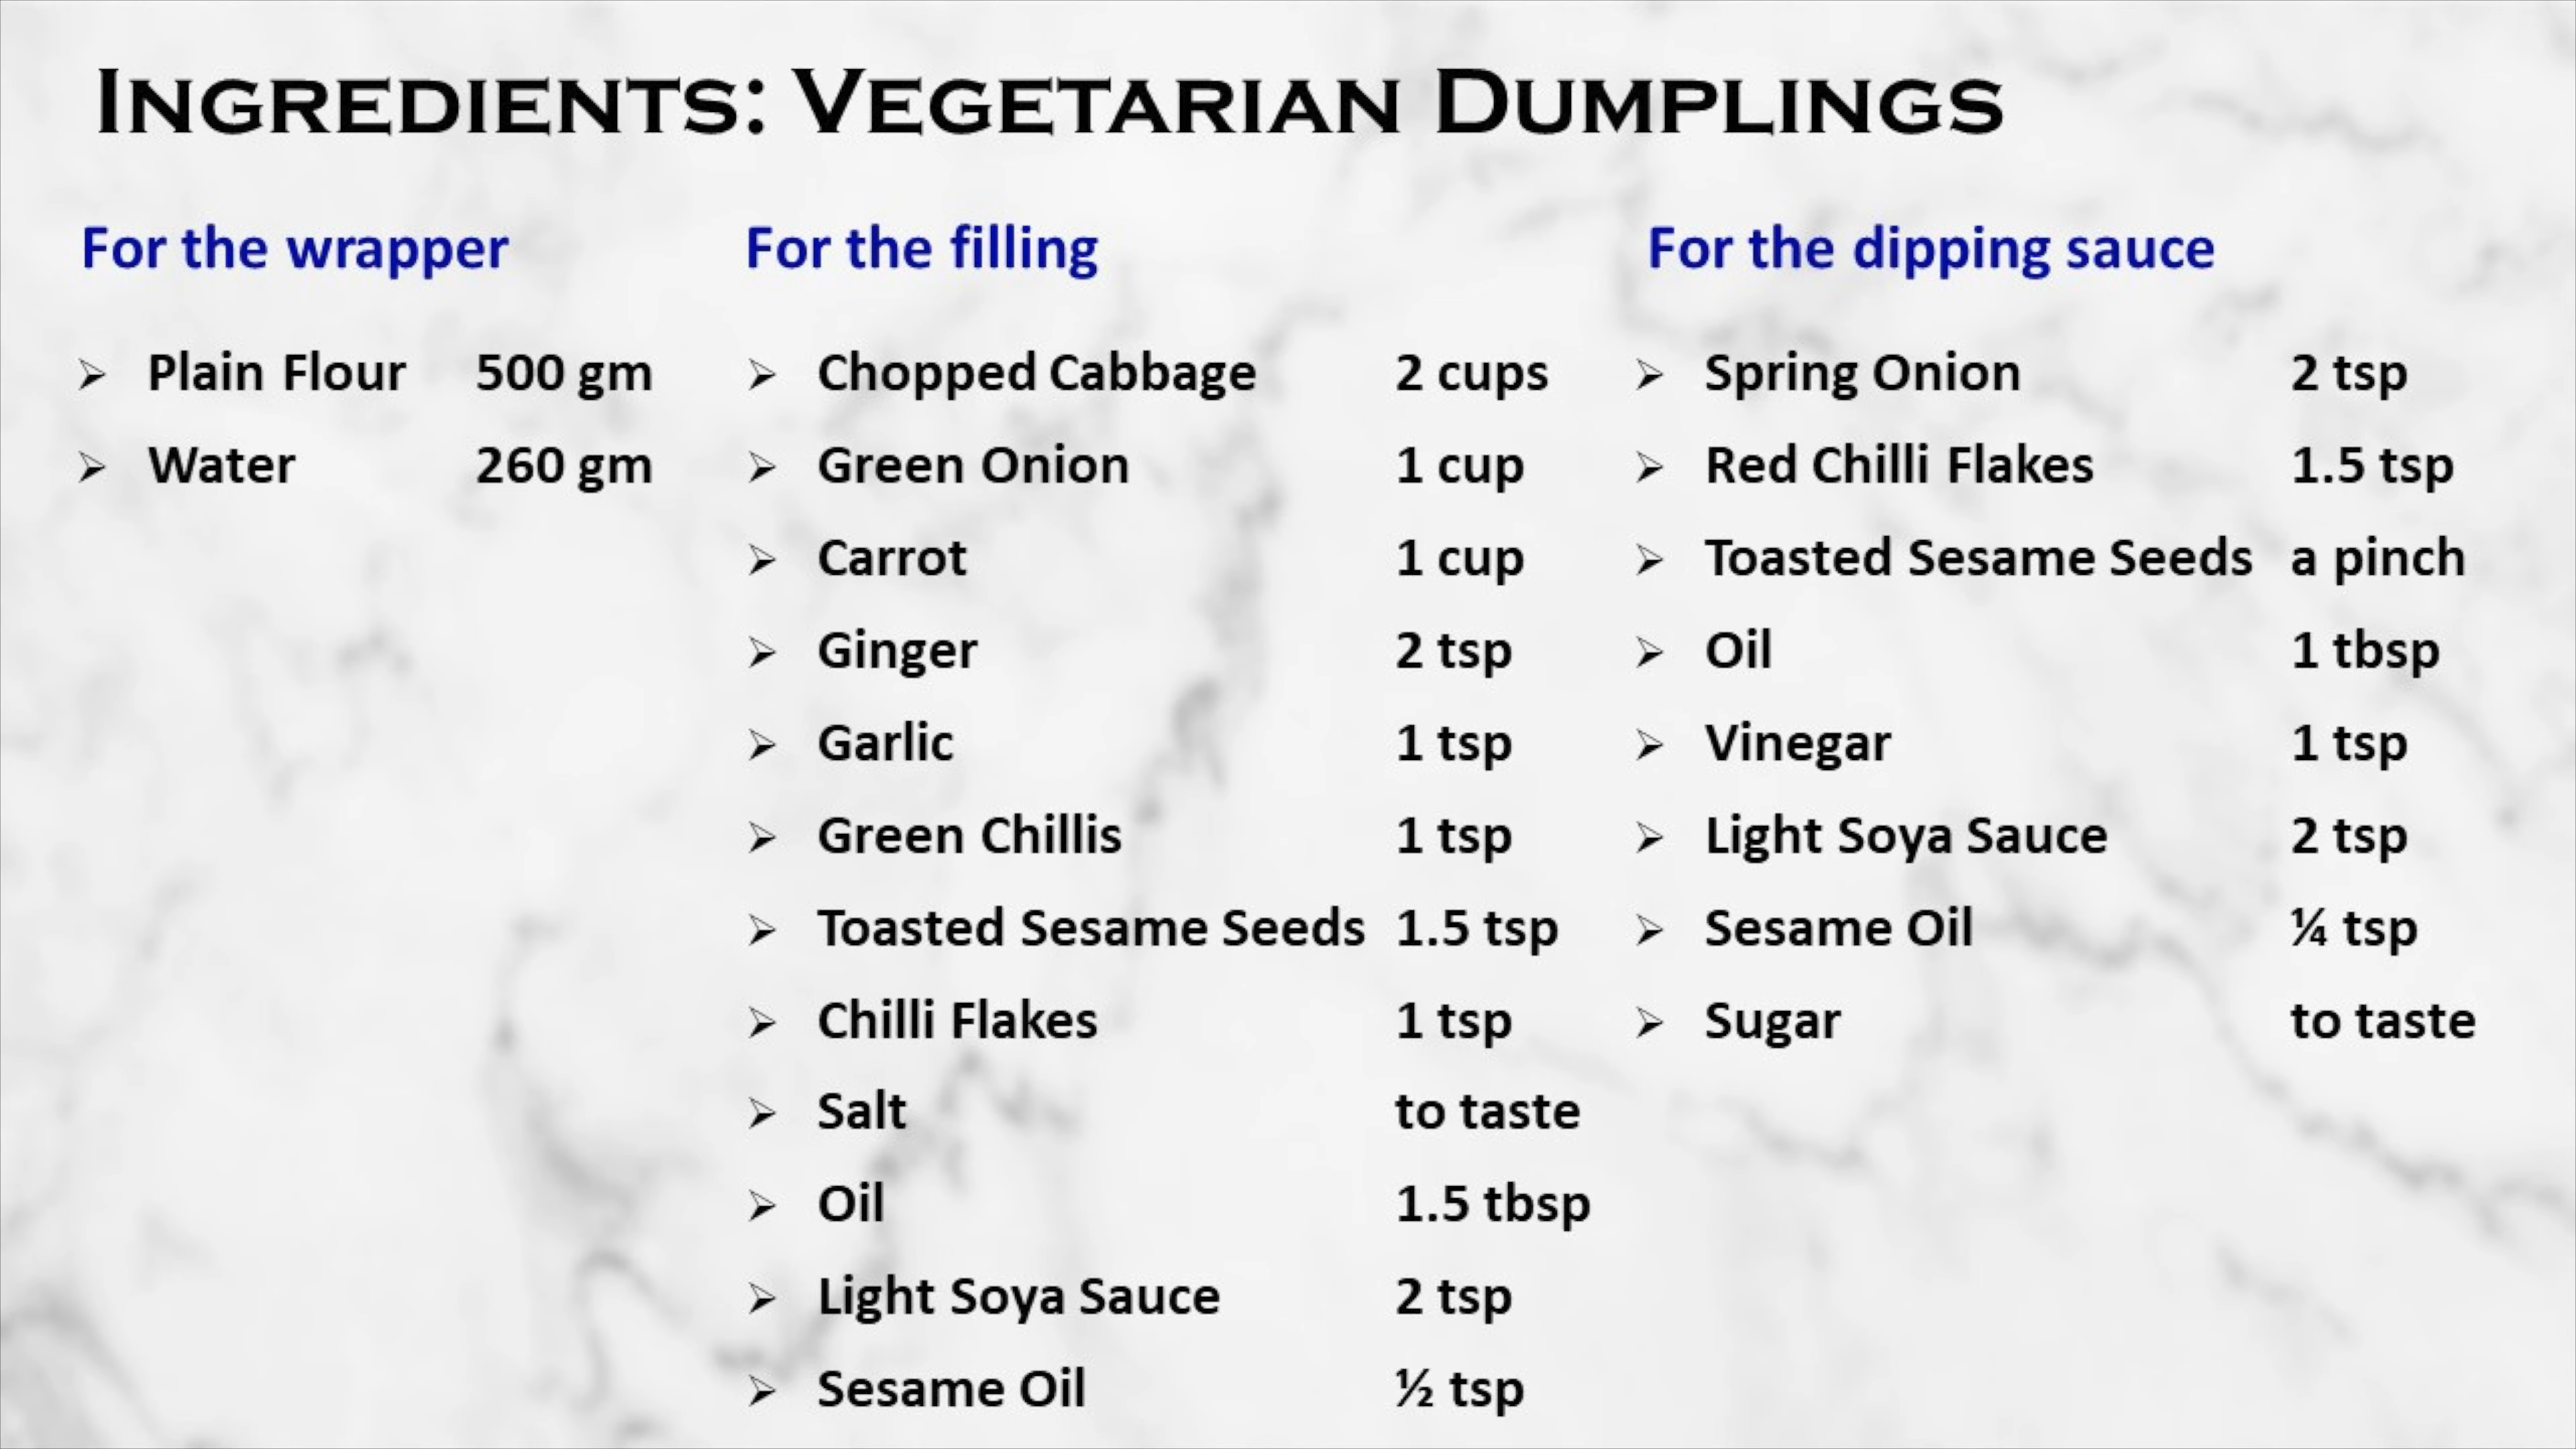 INGREDIENTS: VEGETARIAN DUMPLINGS
For the wrapper
Plain Flour 500 gm
Water 260 gm
For the filling
Chopped Cabbage 2 cups
Green Onion 1 cup
Carrot 1 cup
Ginger 2 tsp
Garlic 1 tsp
Green Chillis 1 tsp
Toasted Sesame Seeds 1.5 tsp
Chilli Flakes 1 tsp
Salt to taste
Oil 1.5 tbsp
Light Soya Sauce 2 tsp
Sesame Oil ½ tsp
For the dipping sauce
Spring Onion 2 tsp
Red Chilli Flakes 1.5 tsp
Toasted Sesame Seeds a pinch
Oil 1 tbsp
Vinegar 1 tsp
Light Soya Sauce 2 tsp
Sesame Oil ¼ tsp
Sugar to taste